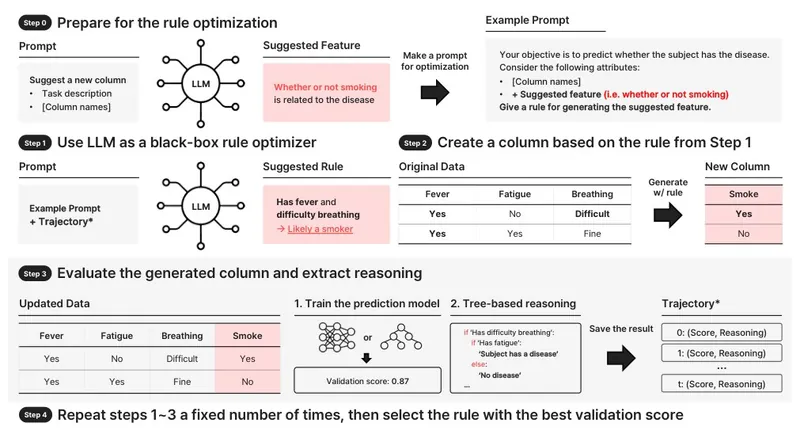 Step 0 Prepare for the rule optimization
Prompt
Suggest a new column
• Task description
• [Column names]
LLM
Suggested Feature
Whether or not smoking
is related to the disease
Make a prompt
for optimization
Example Prompt
Your objective is to predict whether the subject has the disease.
Consider the following attributes:
• [Column names]
• + Suggested feature (i.e. whether or not smoking)
Give a rule for generating the suggested feature.
Step 1 Use LLM as a black-box rule optimizer
Prompt
Example Prompt
+ Trajectory*
LLM
Suggested Rule
Has fever and
difficulty breathing
→ Likely a smoker
Step 2 Create a column based on the rule from Step 1
Original Data
Fever Fatigue Breathing
Yes No Difficult
Yes Yes Fine
Generate
w/ rule
New Column
Smoke
Yes
No
Step 3 Evaluate the generated column and extract reasoning
Updated Data
Fever Fatigue Breathing Smoke
Yes No Difficult Yes
Yes Yes Fine No
1. Train the prediction model
or
Validation score: 0.87
2. Tree-based reasoning
if 'Has difficulty breathing':
if 'Has fatigue':
'Subject has a disease'
else:
'No disease'
...
Save the result
Trajectory*
0: (Score, Reasoning)
1: (Score, Reasoning)
...
t: (Score, Reasoning)
Step 4 Repeat steps 1~3 a fixed number of times, then select the rule with the best validation score